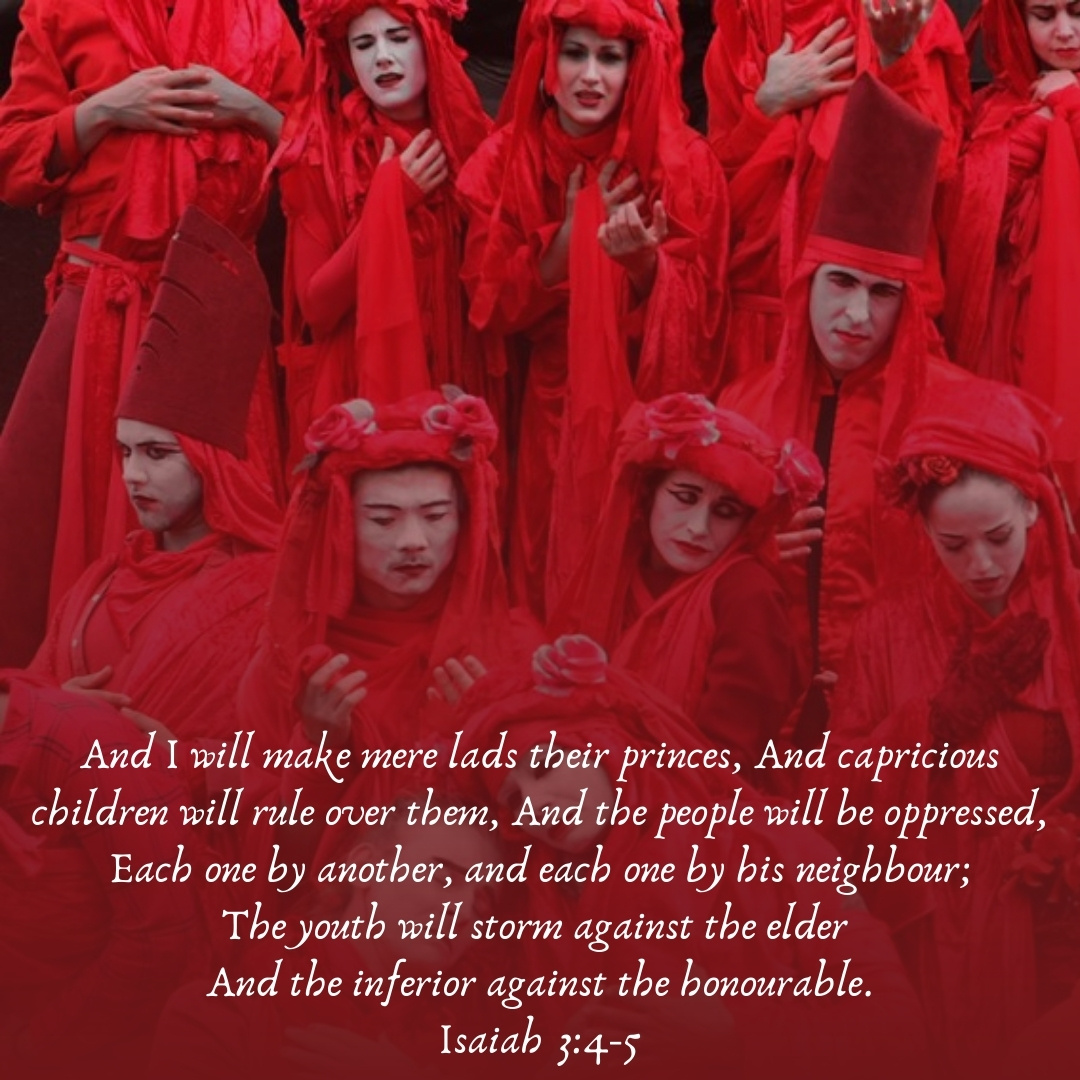 And I will make mere lads their princes, And capricious
children will rule over them, And the people will be oppressed,
Each one by another, and each one by his neighbour;
The youth will storm against the elder
And the inferior against the honourable.
Isaiah 3:4-5